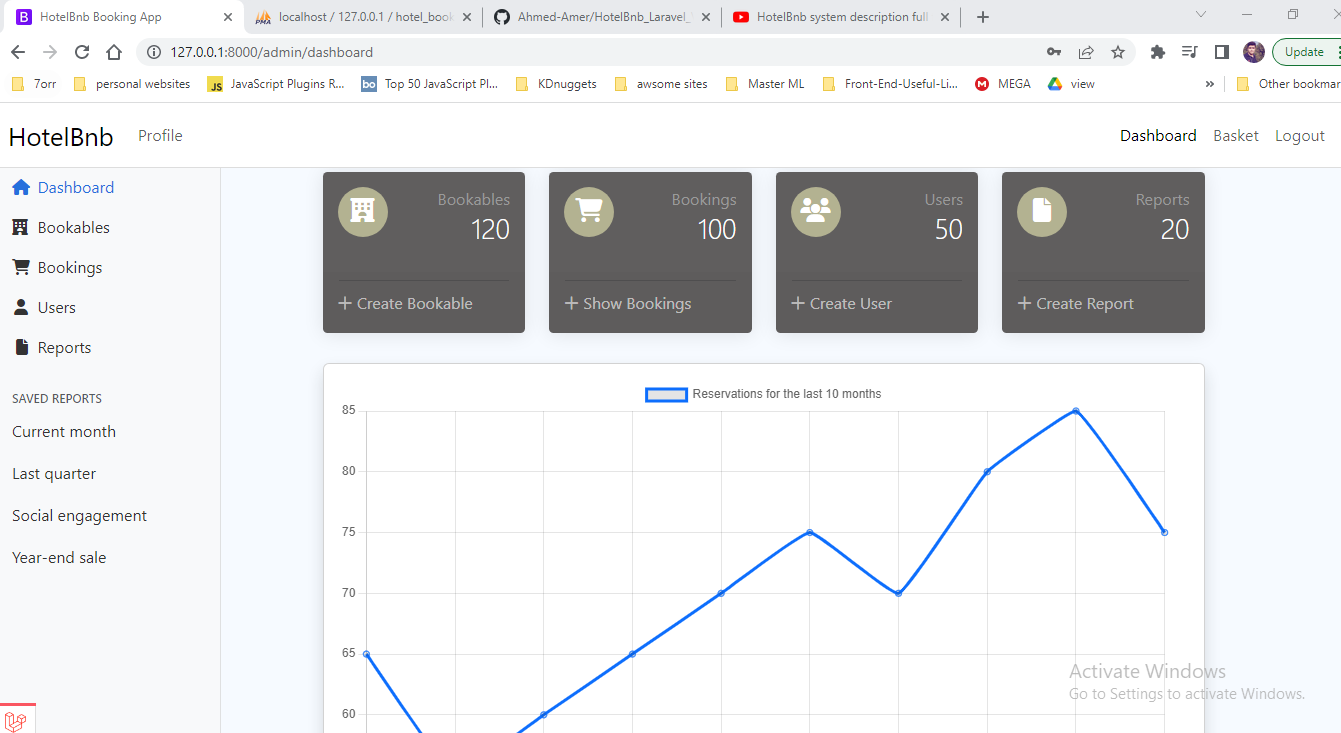 HotelBnb Booking App
localhost / 127.0.0.1 / hotel_book
Ahmed-Amer/HotelBnb_Laravel_
HotelBnb system description full
127.0.0.1:8000/admin/dashboard
Update
7orr
personal websites
JavaScript Plugins R...
Top 50 JavaScript Pl...
KDnuggets
awsome sites
Master ML
Front-End-Useful-Li...
MEGA
view
»
Other bookmar
HotelBnb
Profile
Dashboard
Basket
Logout
Dashboard
Bookables
Bookings
Users
Reports
SAVED REPORTS
Current month
Last quarter
Social engagement
Year-end sale
Bookables
120
+ Create Bookable
Bookings
100
+ Show Bookings
Users
50
+ Create User
Reports
20
+ Create Report
Reservations for the last 10 months
85
80
75
70
65
60
Activate Windows
Go to Settings to activate Windows.